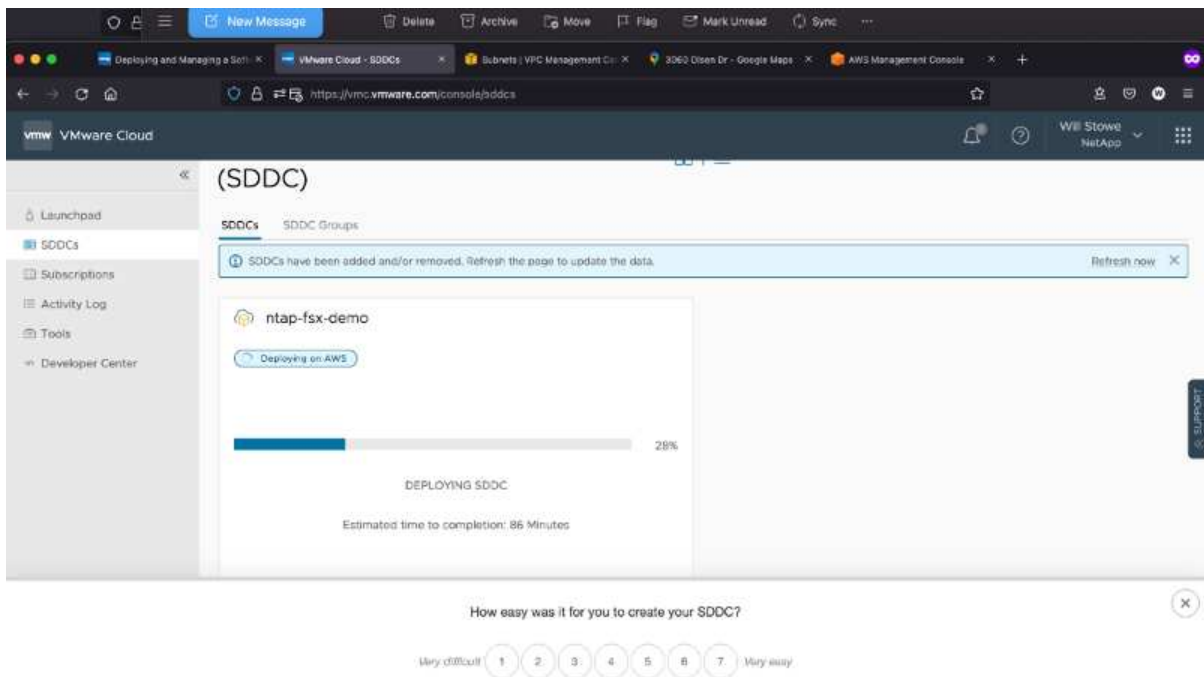 New Message Delete Archive Move Flag Mark Unread Sync ...
Deploying and Managing a Soft VMware Cloud - SDDCs Subnets | VPC Management Co 3060 Olsen Dr - Google Maps AWS Management Console
https://vmc.vmware.com/console/sddcs
vmw VMware Cloud
Will Stowe
NetApp
(SDDC)
Launchpad
SDDCs
Subscriptions
Activity Log
Tools
Developer Center
SDDCs SDDC Groups
SDDCs have been added and/or removed. Refresh the page to update the data. Refresh now
ntap-fsx-demo
Deploying on AWS
28%
DEPLOYING SDDC
Estimated time to completion: 86 Minutes
SUPPORT
How easy was it for you to create your SDDC?
Very difficult 1 2 3 4 5 6 7 Very easy